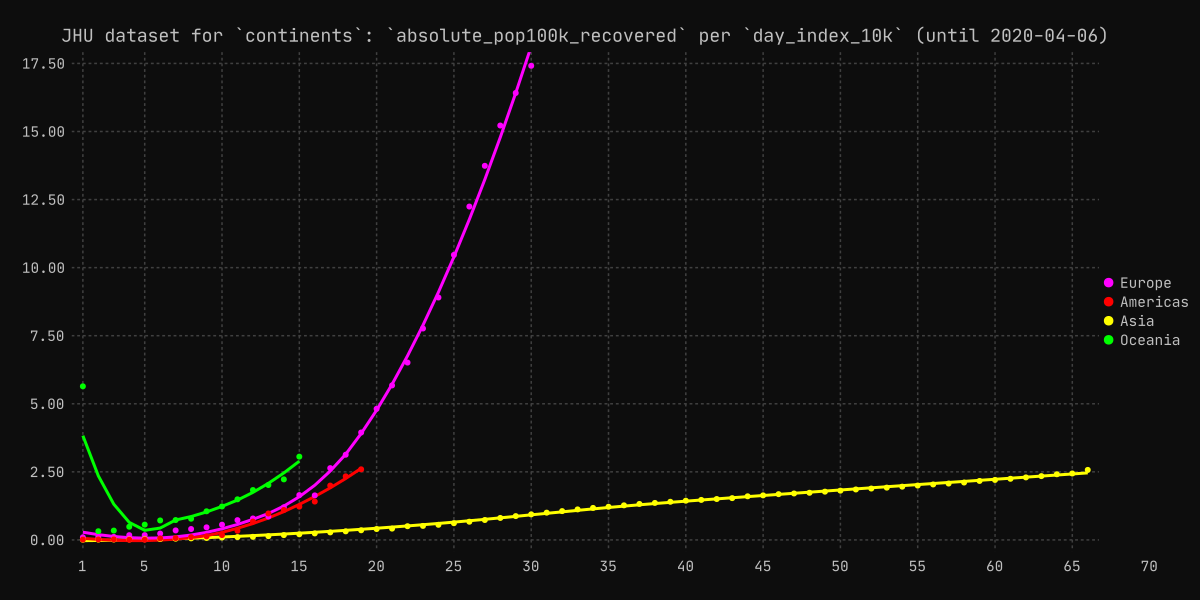 JHU dataset for `continents`: `absolute_pop100k_recovered` per `day_index_10k` (until 2020-04-06)
17.50
15.00
12.50
10.00
7.50
5.00
2.50
0.00
Europe
Americas
Asia
Oceania
1 5 10 15 20 25 30 35 40 45 50 55 60 65 70